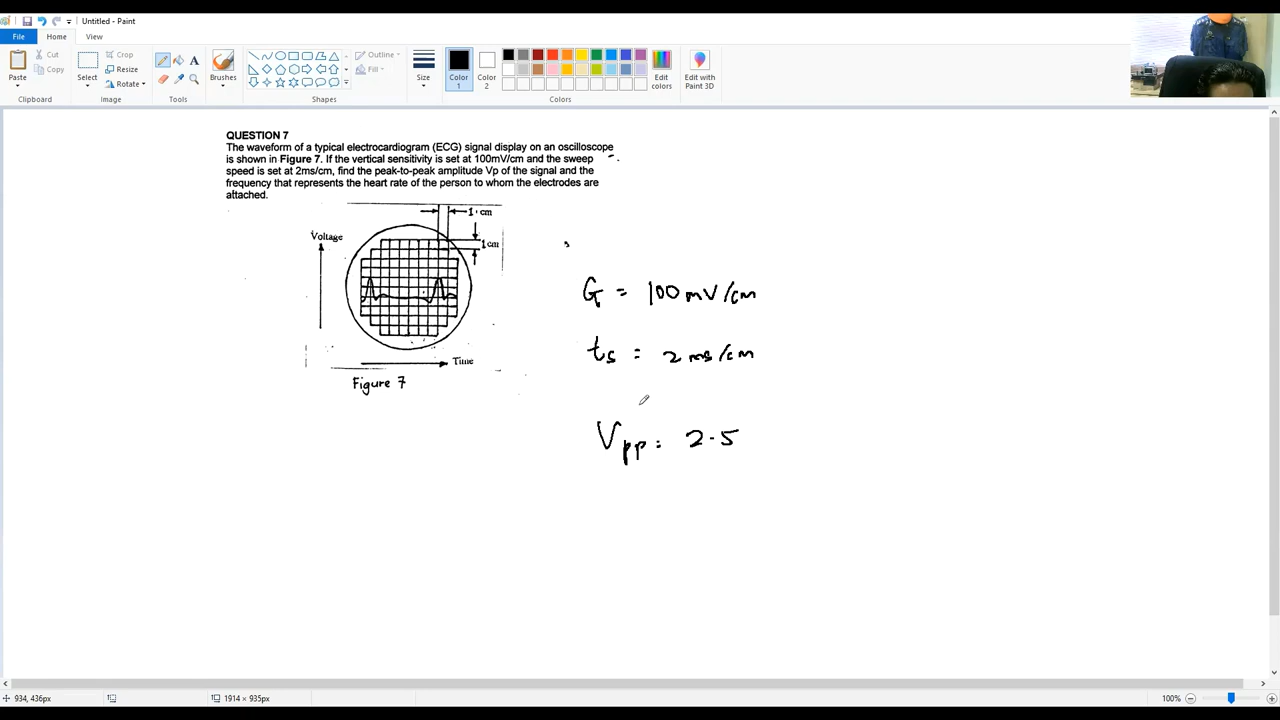 Untitled - Paint
File
Home
View
Paste
Cut
Copy
Clipboard
Select
Crop
Resize
Rotate
Image
Tools
Brushes
Shapes
Outline
Fill
Size
Color 1
Color 2
Edit colors
Colors
Edit with Paint 3D
QUESTION 7
The waveform of a typical electrocardiogram (ECG) signal display on an oscilloscope
is shown in Figure 7. If the vertical sensitivity is set at 100mV/cm and the sweep
speed is set at 2ms/cm, find the peak-to-peak amplitude Vp of the signal and the
frequency that represents the heart rate of the person to whom the electrodes are
attached.
1 cm
Voltage
1 cm
Time
Figure 7
G = 100 mV/cm
ts = 2 ms/cm
Vpp = 2.5
934, 436px
1914 × 935px
100%